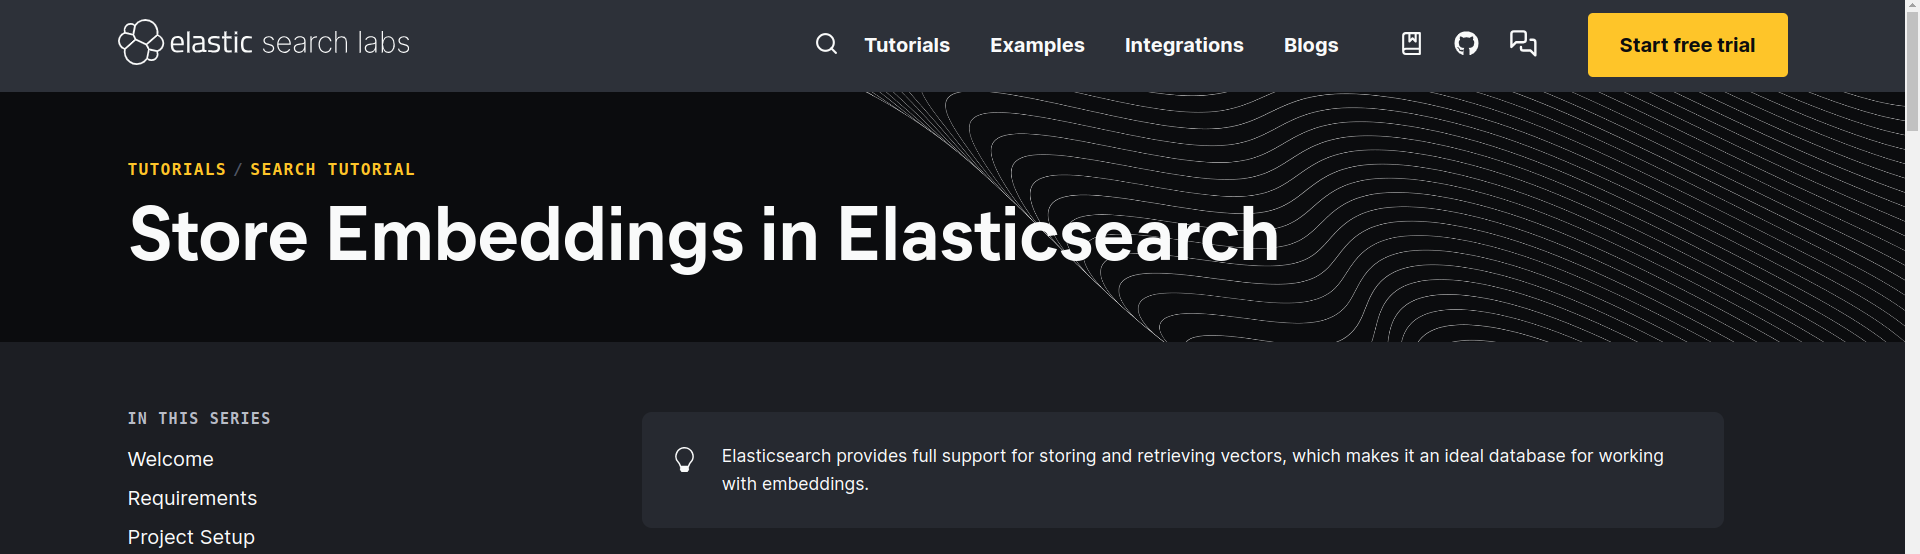 elastic search labs
Tutorials Examples Integrations Blogs
Start free trial
TUTORIALS / SEARCH TUTORIAL
Store Embeddings in Elasticsearch
IN THIS SERIES
Welcome
Requirements
Project Setup
Elasticsearch provides full support for storing and retrieving vectors, which makes it an ideal database for working
with embeddings.